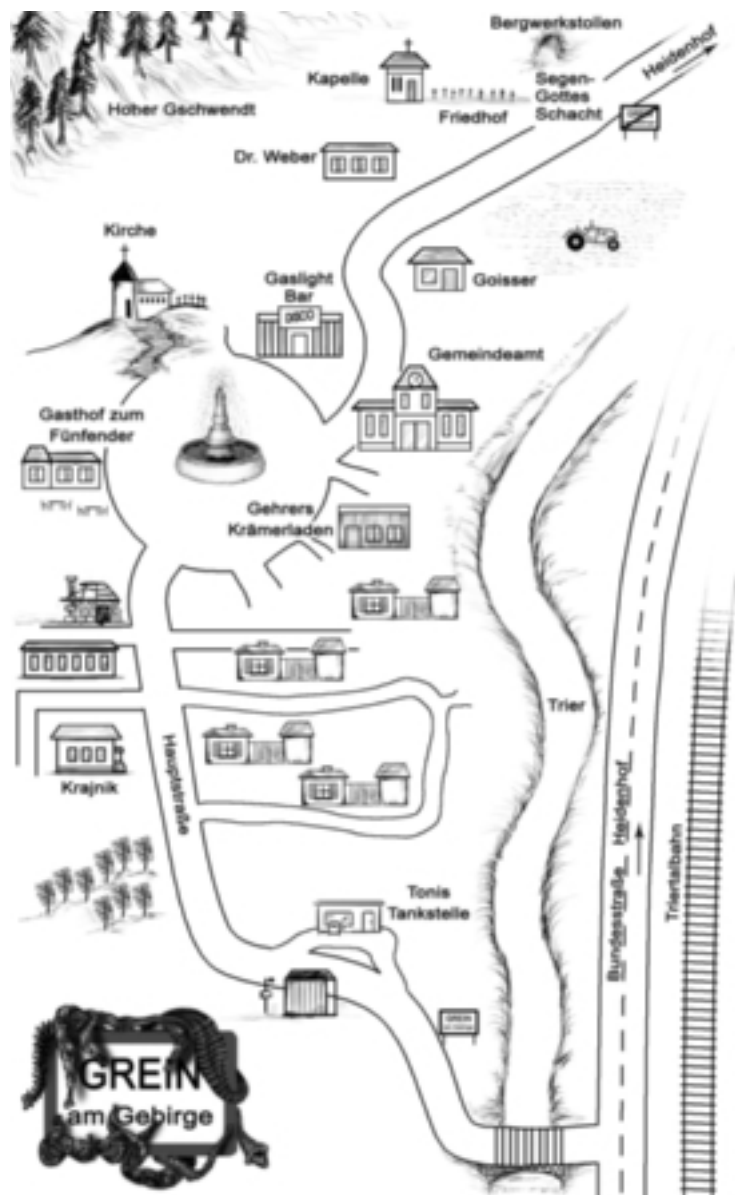 Bergwerkstollen
Heidenhof
Kapelle
Segen-
Gottes
Schacht
Hoher Gschwendt
Friedhof
Dr. Weber
Kirche
Gaslight
Bar
DISCO
Goisser
Gemeindeamt
Gasthof zum
Fünfender
Gehrers
Krämerladen
Trier
Hauptstraße
Krajnik
Bundesstraße Heidenhof
Triertalbahn
Tonis
Tankstelle
GREIN
GREiN
am Gebirge